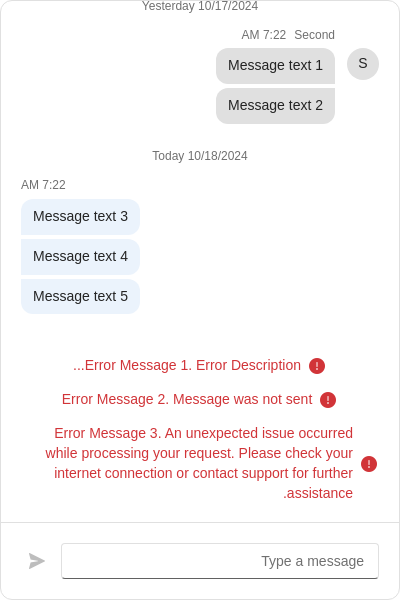 Yesterday 10/17/2024
AM 7:22 Second
Message text 1
S
Message text 2
Today 10/18/2024
AM 7:22
Message text 3
Message text 4
Message text 5
...Error Message 1. Error Description
Error Message 2. Message was not sent
Error Message 3. An unexpected issue occurred
while processing your request. Please check your
internet connection or contact support for further
.assistance
Type a message